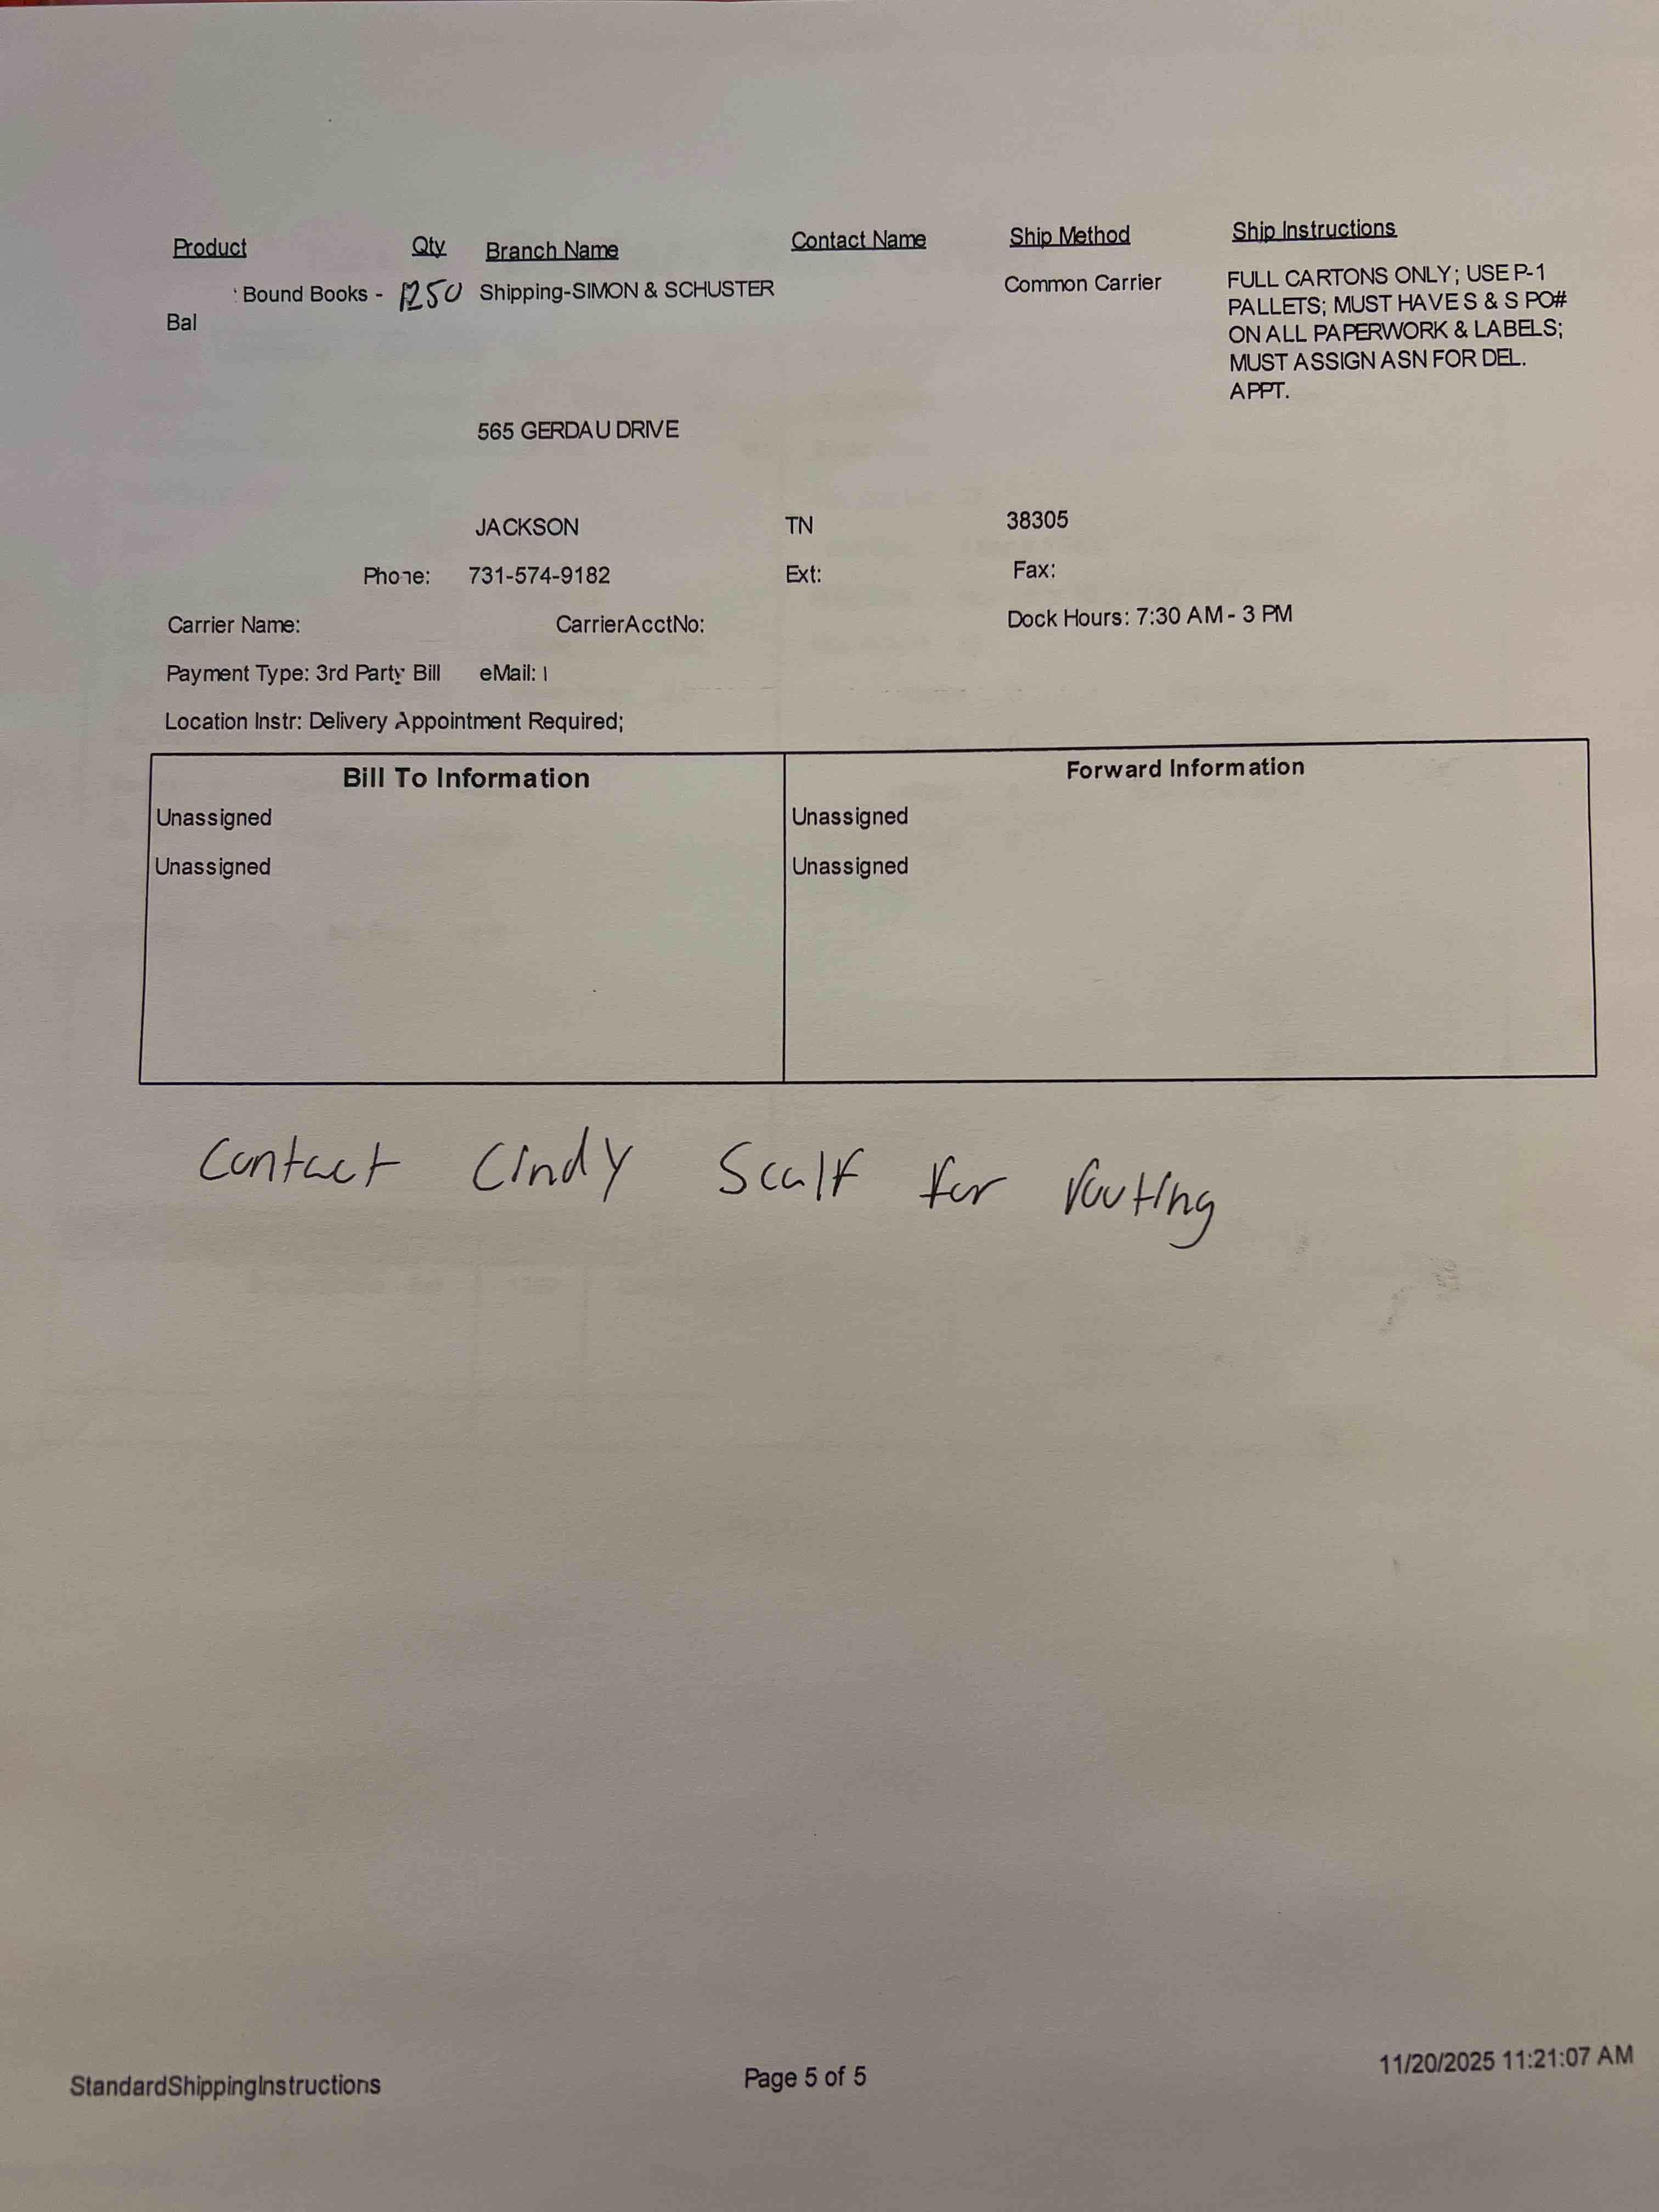 Product Qty Branch Name Contact Name Ship Method Ship Instructions
Bound Books - 1250 Shipping-SIMON & SCHUSTER Common Carrier FULL CARTONS ONLY; USE P-1
Bal PALLETS; MUST HAVE S & S PO#
ON ALL PAPERWORK & LABELS;
MUST ASSIGN ASN FOR DEL.
APPT.
565 GERDAU DRIVE
JACKSON TN 38305
Phone: 731-574-9182 Ext: Fax:
Carrier Name: CarrierAcctNo: Dock Hours: 7:30 AM - 3 PM
Payment Type: 3rd Party Bill eMail:
Location Instr: Delivery Appointment Required;
Bill To Information Forward Information
Unassigned Unassigned
Unassigned Unassigned
Contact Cindy Scalf for routing
StandardShippingInstructions Page 5 of 5 11/20/2025 11:21:07 AM